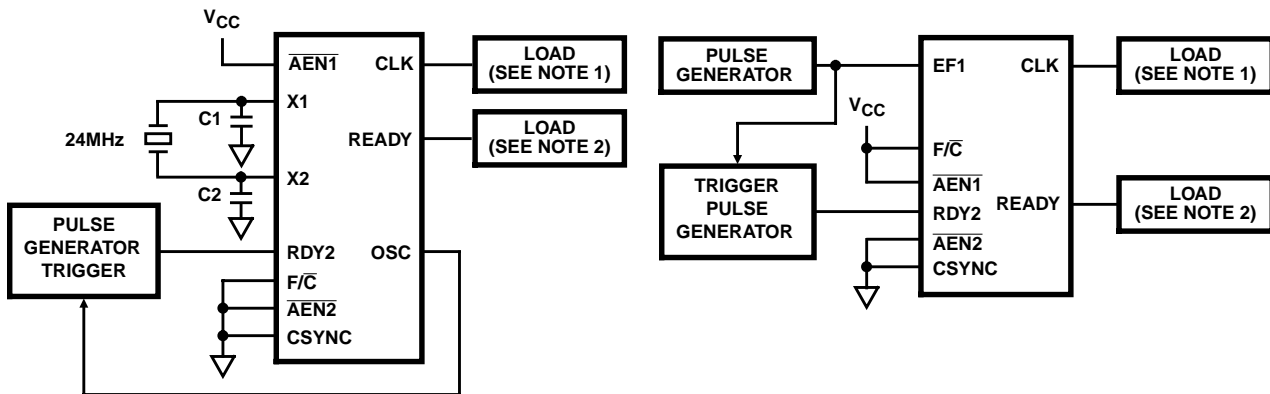 VCC
AEN1
X1
C1
24MHz
X2
C2
PULSE
GENERATOR
TRIGGER
RDY2
F/C
AEN2
CSYNC
CLK
READY
OSC
LOAD
(SEE NOTE 1)
LOAD
(SEE NOTE 2)
PULSE
GENERATOR
VCC
TRIGGER
PULSE
GENERATOR
EF1
F/C
AEN1
RDY2
AEN2
CSYNC
CLK
READY
LOAD
(SEE NOTE 1)
LOAD
(SEE NOTE 2)